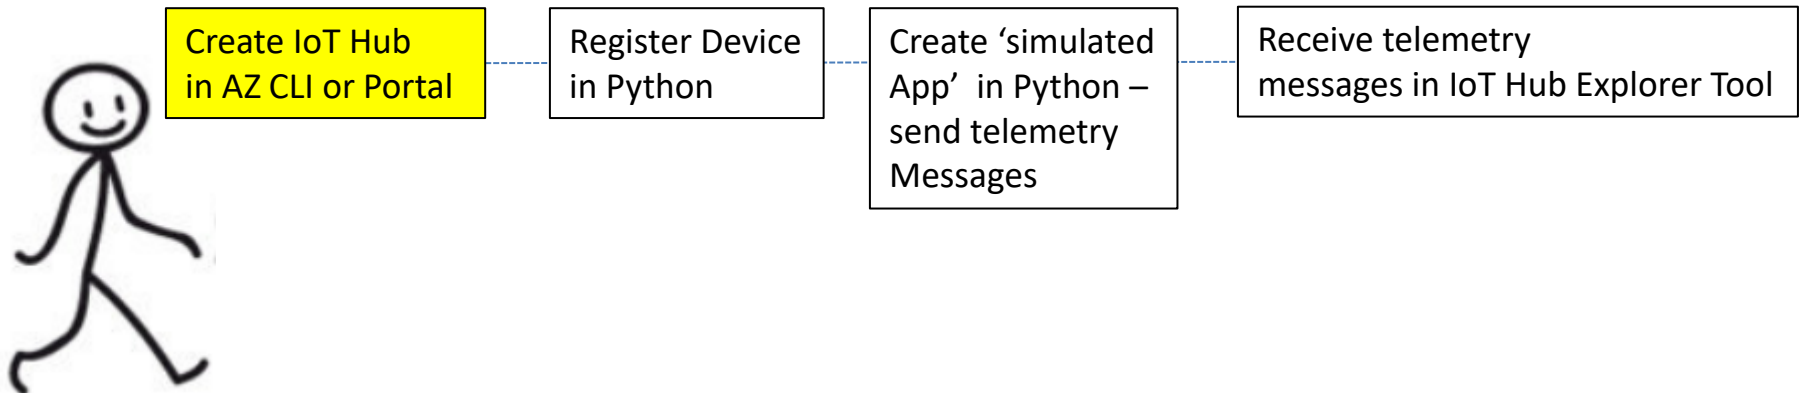 Create IoT Hub
in AZ CLI or Portal
Register Device
in Python
Create ‘simulated
App’  in Python –
send telemetry
Messages
Receive telemetry
messages in IoT Hub Explorer Tool